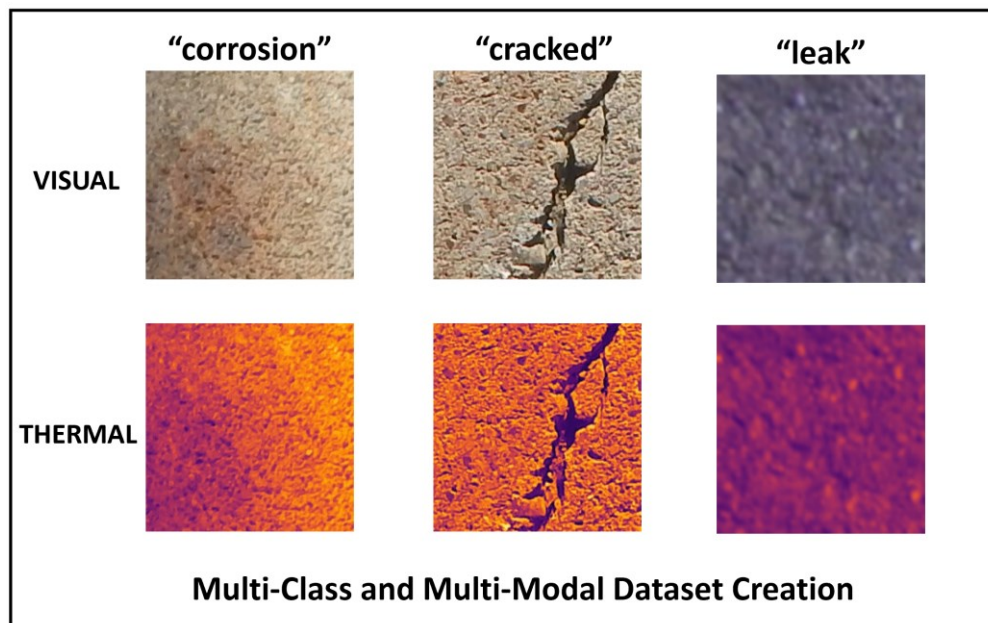 “corrosion” “cracked” “leak”
VISUAL
THERMAL
Multi-Class and Multi-Modal Dataset Creation